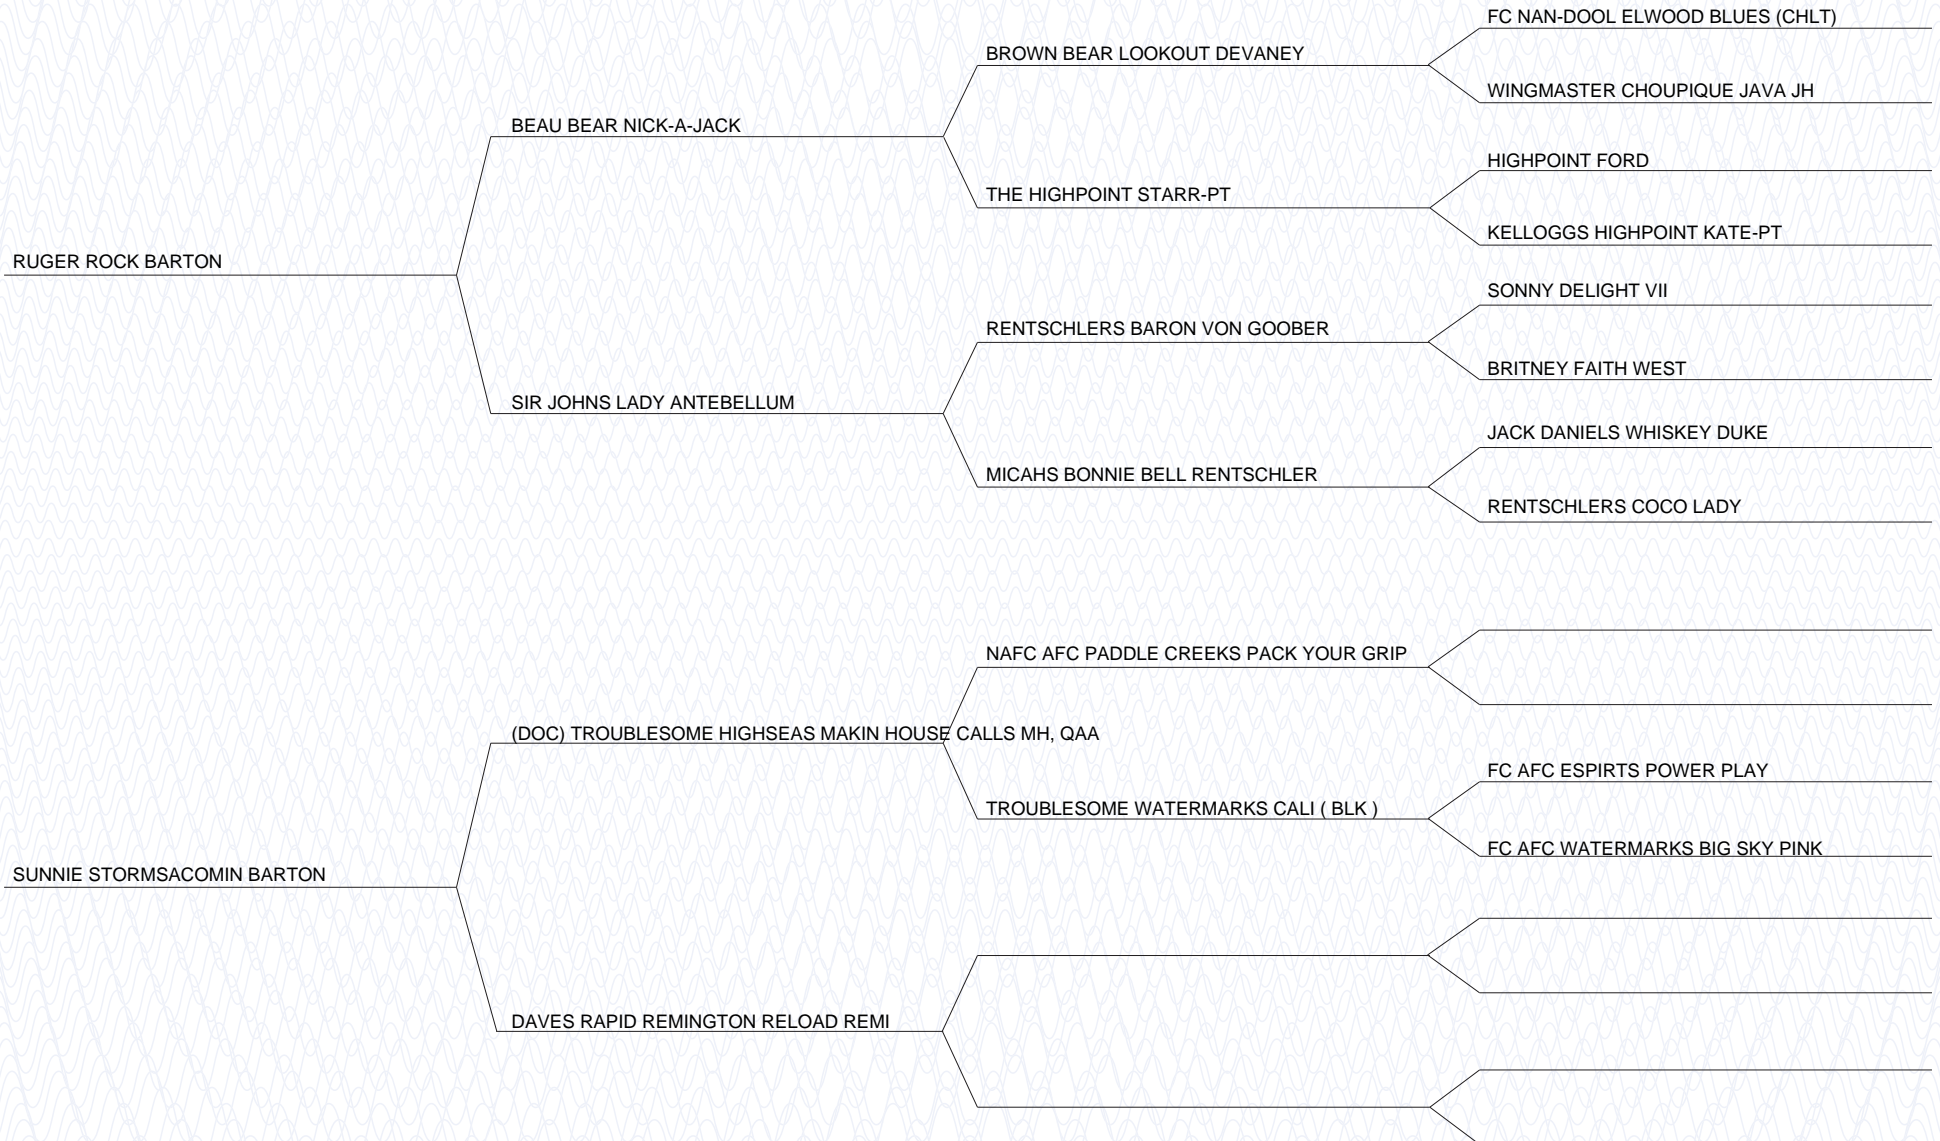 FC NAN-DOOL ELWOOD BLUES (CHLT)
BROWN BEAR LOOKOUT DEVANEY
WINGMASTER CHOUPIQUE JAVA JH
BEAU BEAR NICK-A-JACK
HIGHPOINT FORD
THE HIGHPOINT STARR-PT
KELLOGGS HIGHPOINT KATE-PT
RUGER ROCK BARTON
SONNY DELIGHT VII
RENTSCHLERS BARON VON GOOBER
BRITNEY FAITH WEST
SIR JOHNS LADY ANTEBELLUM
JACK DANIELS WHISKEY DUKE
MICAHS BONNIE BELL RENTSCHLER
RENTSCHLERS COCO LADY
NAFC AFC PADDLE CREEKS PACK YOUR GRIP
(DOC) TROUBLESOME HIGHSEAS MAKIN HOUSE CALLS MH, QAA
FC AFC ESPIRTS POWER PLAY
TROUBLESOME WATERMARKS CALI ( BLK )
FC AFC WATERMARKS BIG SKY PINK
SUNNIE STORMSACOMIN BARTON
DAVES RAPID REMINGTON RELOAD REMI